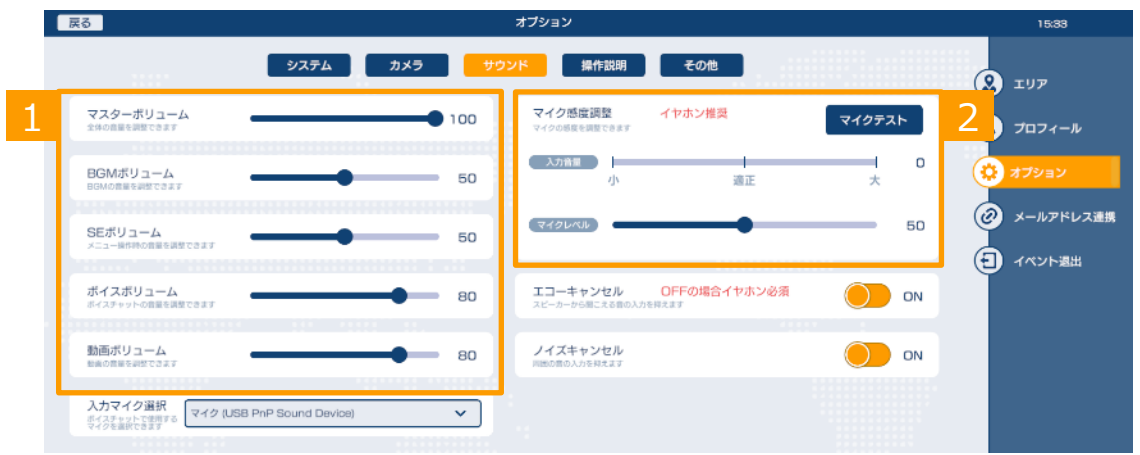 戻る
オプション
15:33
システム
カメラ
サウンド
操作説明
その他
1
マスターボリューム
全体の音量を調整できます
100
BGMボリューム
BGMの音量を調整できます
50
SEボリューム
メニュー操作時の音量を調整できます
50
ボイスボリューム
ボイスチャットの音量を調整できます
80
動画ボリューム
動画の音量を調整できます
80
入力マイク選択
ボイスチャットで使用する
マイクを選択できます
マイク (USB PnP Sound Device)
2
マイク感度調整
イヤホン推奨
マイクの感度を調整できます
マイクテスト
入力音量
0
小
適正
大
マイクレベル
50
エコーキャンセル
OFFの場合イヤホン必須
スピーカーから聞こえる音の入力を抑えます
ON
ノイズキャンセル
周囲の音の入力を抑えます
ON
エリア
プロフィール
オプション
メールアドレス連携
イベント退出